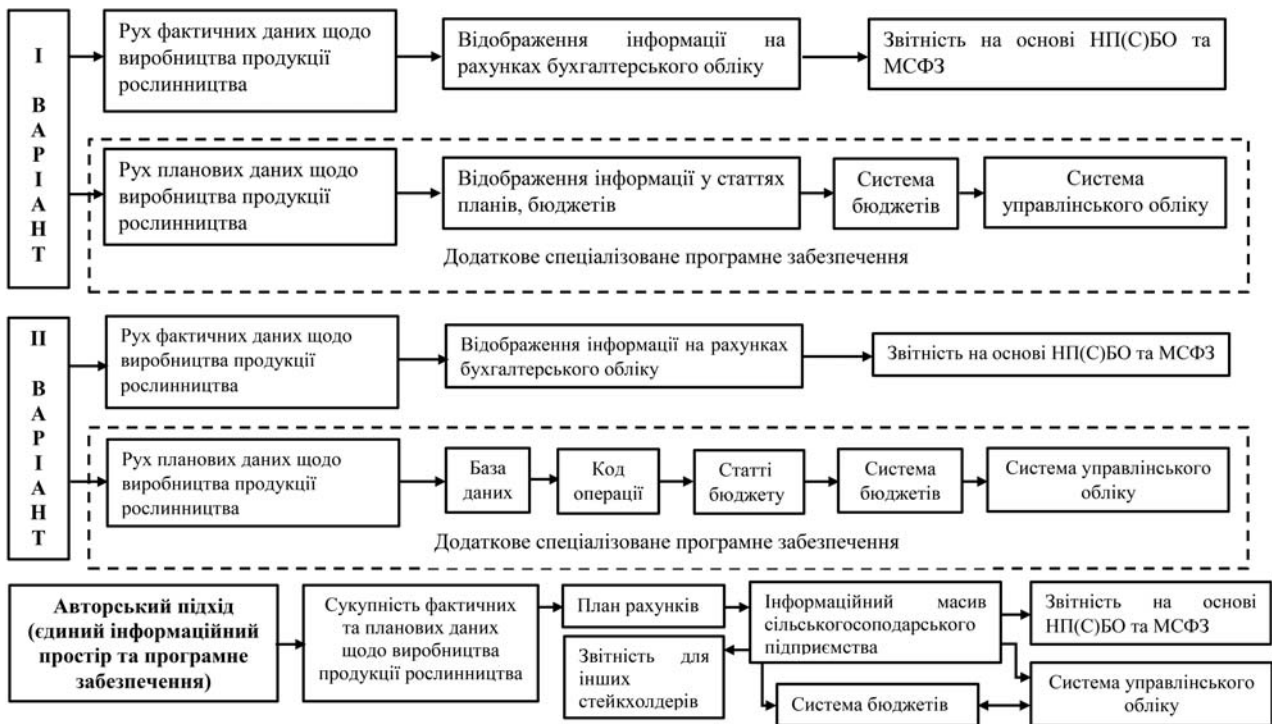 І
В
А
Р
І
А
Н
Т
Рух фактичних даних щодо
виробництва продукції
рослинництва
Відображення інформації на
рахунках бухгалтерського обліку
Звітність на основі НП(С)БО та
МСФЗ
Рух планових даних щодо
виробництва продукції
рослинництва
Відображення інформації у статтях
планів, бюджетів
Система
бюджетів
Система
управлінського обліку
Додаткове спеціалізоване програмне забезпечення
ІІ
В
А
Р
І
А
Н
Т
Рух фактичних даних щодо
виробництва продукції
рослинництва
Відображення інформації на рахунках
бухгалтерського обліку
Звітність на основі НП(С)БО та МСФЗ
Рух планових даних щодо
виробництва продукції
рослинництва
База
даних
Код
операції
Статті
бюджету
Система
бюджетів
Система управлінського
обліку
Додаткове спеціалізоване програмне забезпечення
Авторський підхід
(єдиний інформаційний
простір та програмне
забезпечення)
Сукупність фактичних
та планових даних
щодо виробництва
продукції рослинництва
План рахунків
Звітність для
інших
стейкхолдерів
Інформаційний масив
сільськогосоподарського
підприємства
Система бюджетів
Звітність на основі
НП(С)БО та МСФЗ
Система управлінського
обліку